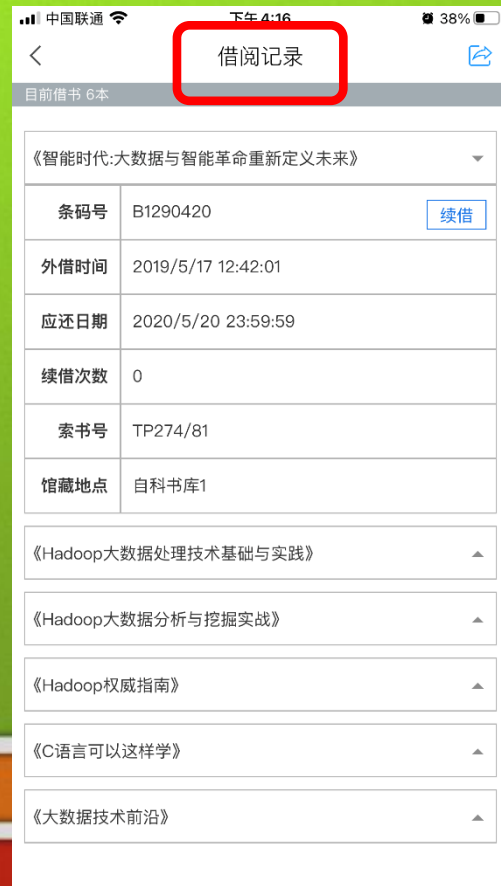 中国联通 下午4:16 38%
借阅记录
目前借书 6本
《智能时代:大数据与智能革命重新定义未来》
条码号 B1290420 续借
外借时间 2019/5/17 12:42:01
应还日期 2020/5/20 23:59:59
续借次数 0
索书号 TP274/81
馆藏地点 自科书库1
《Hadoop大数据处理技术基础与实践》
《Hadoop大数据分析与挖掘实战》
《Hadoop权威指南》
《C语言可以这样学》
《大数据技术前沿》